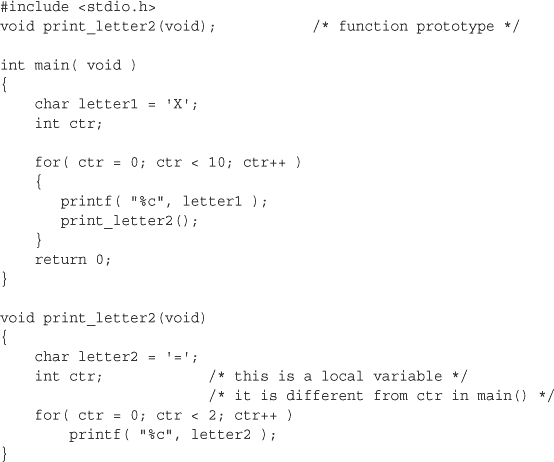 #include <stdio.h>
void print_letter2(void);           /* function prototype */

int main( void )
{
    char letter1 = 'X';
    int ctr;

    for( ctr = 0; ctr < 10; ctr++ )
    {
       printf( "%c", letter1 );
       print_letter2();
    }
    return 0;
}

void print_letter2(void)
{
    char letter2 = '=';
    int ctr;            /* this is a local variable */
                        /* it is different from ctr in main() */
    for( ctr = 0; ctr < 2; ctr++ )
        printf( "%c", letter2 );
}